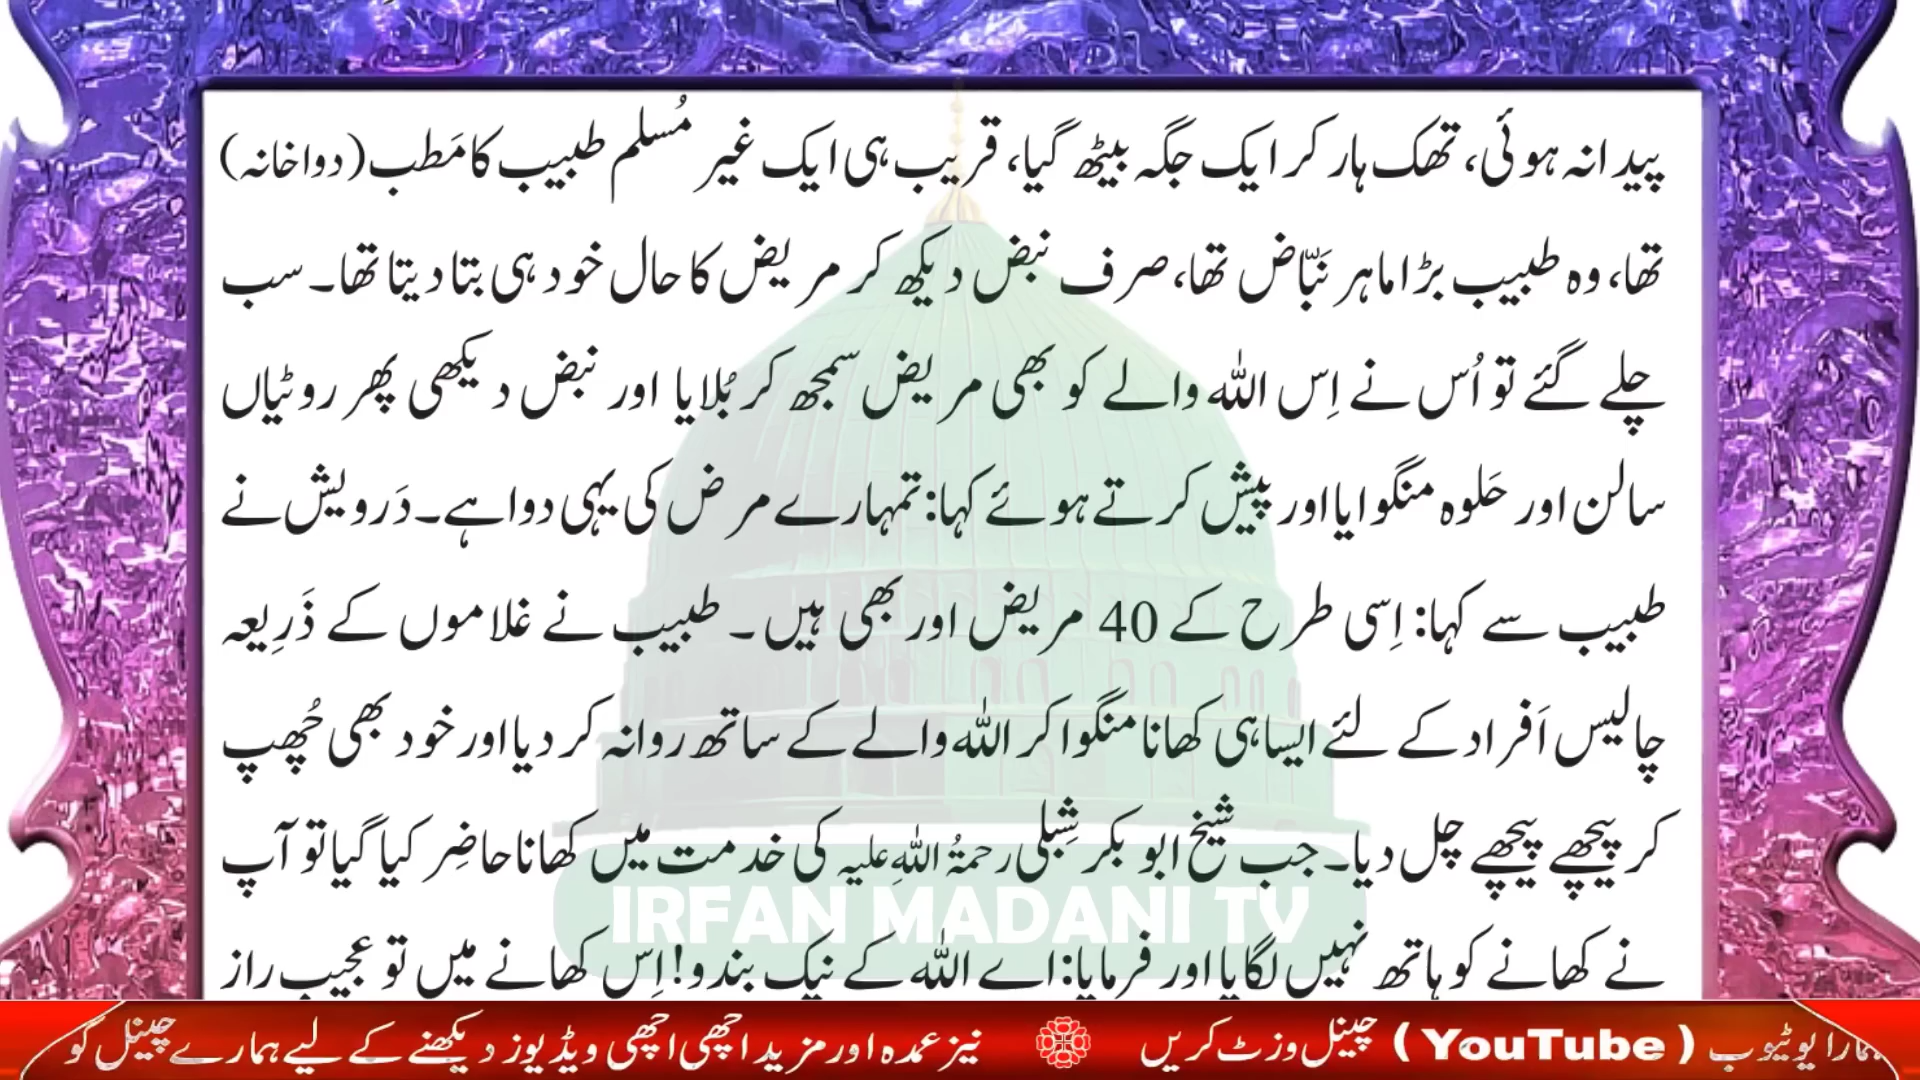 پیدا نہ ہوئی، تھک ہار کر ایک جگہ بیٹھ گیا، قریب ہی ایک غیر مُسلم طبیب کا مَطب (دواخانہ)
تھا، وہ طبیب بڑا ماہر نَبّاض تھا، صرف نبض دیکھ کر مریض کا حال خود ہی بتا دیتا تھا۔ سب
چلے گئے تو اُس نے اِس اللہ والے کو بھی مریض سمجھ کر بُلایا اور نبض دیکھی پھر روٹیاں
سالن اور حَلوہ منگوایا اور پیش کرتے ہوئے کہا: تمہارے مرض کی یہی دوا ہے۔ دَرویش نے
طبیب سے کہا: اِسی طرح کے 40 مریض اور بھی ہیں۔ طبیب نے غلاموں کے ذَرِیعہ
چالیس اَفراد کے لئے ایسا ہی کھانا منگوا کر اللہ والے کے ساتھ روانہ کر دیا اور خود بھی چُھپ
کر پیچھے پیچھے چل دیا۔ جب شیخ ابو بکر شِبلی رحمۃُ اللہِ علیہ کی خدمت میں کھانا حاضِر کیا گیا تو آپ
نے کھانے کو ہاتھ نہیں لگایا اور فرمایا: اے اللہ کے نیک بندو! اِس کھانے میں تو عجیب راز
IRFAN MADANI TV
ہمارا یوٹیوب (YouTube) چینل وزٹ کریں نیز عمدہ اور مزید اچھی اچھی ویڈیوز دیکھنے کے لیے ہمارے چینل کو